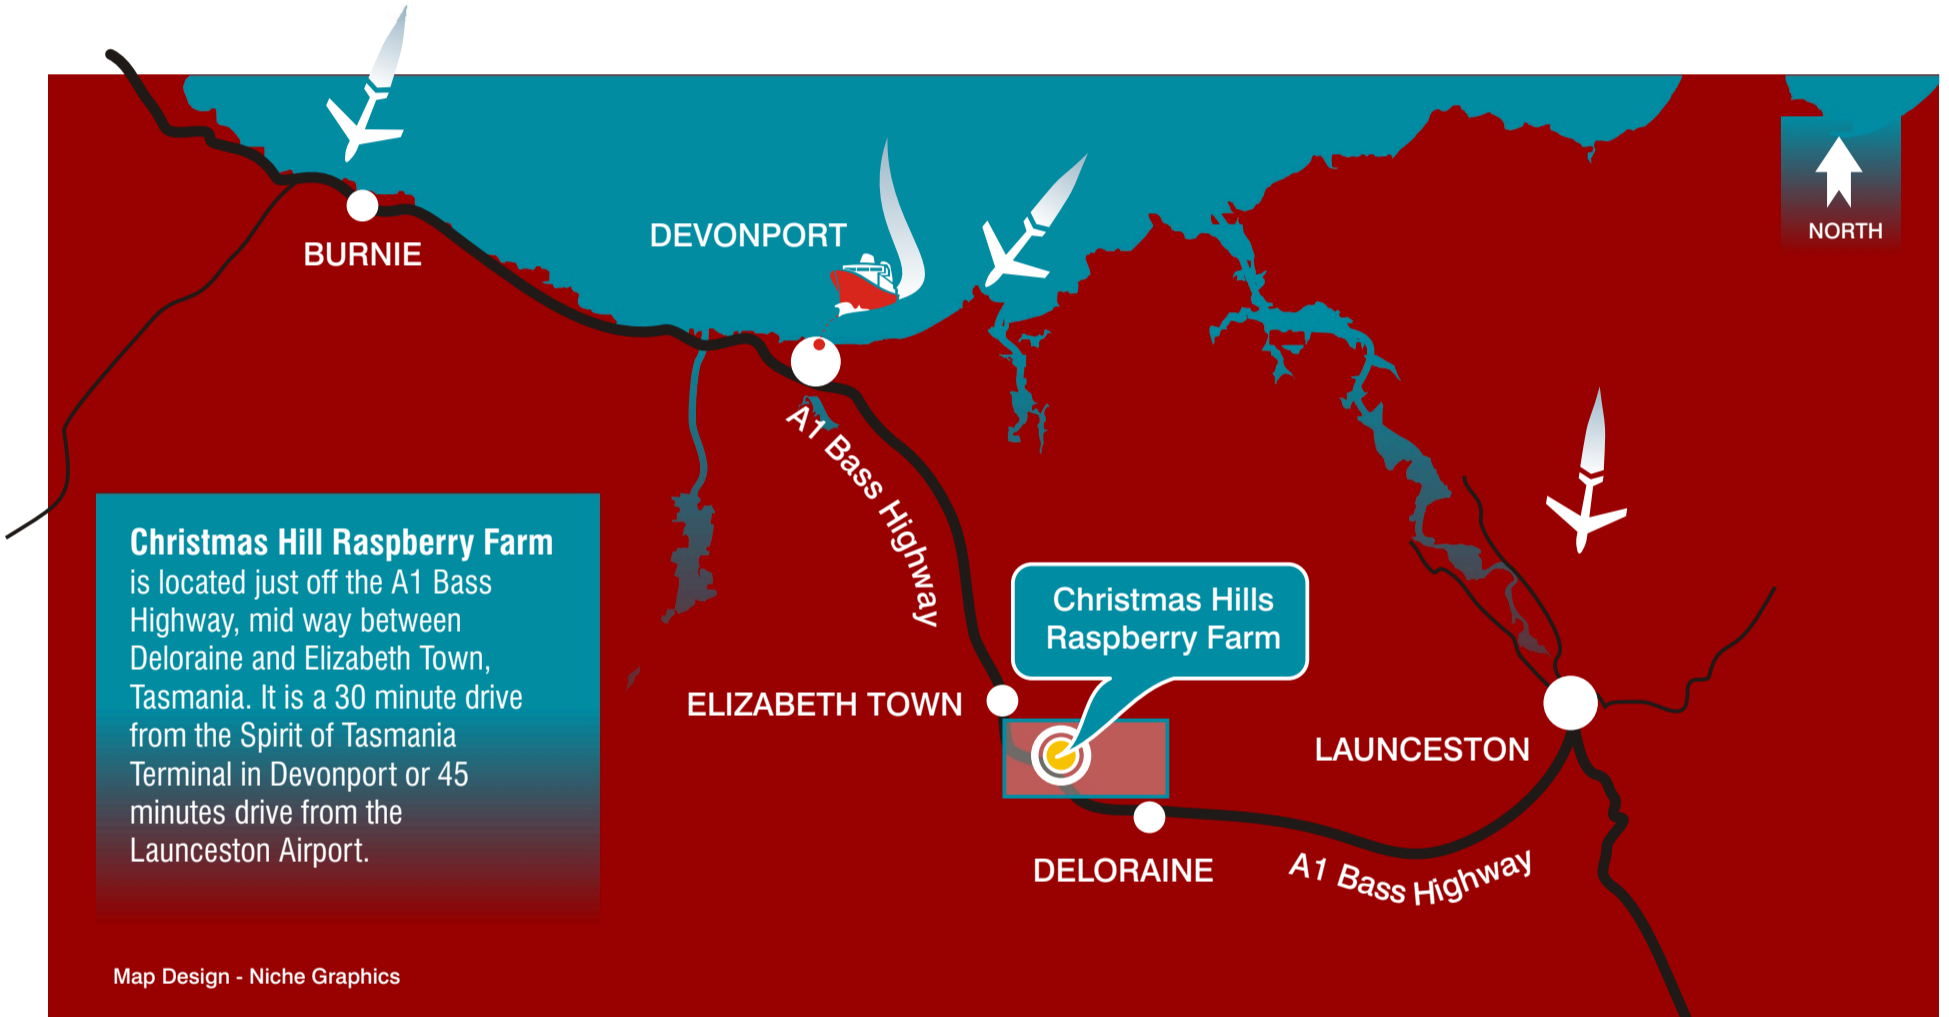 BURNIE
DEVONPORT
NORTH
A1 Bass Highway
Christmas Hill Raspberry Farm
is located just off the A1 Bass
Highway, mid way between
Deloraine and Elizabeth Town,
Tasmania. It is a 30 minute drive
from the Spirit of Tasmania
Terminal in Devonport or 45
minutes drive from the
Launceston Airport.
Christmas Hills
Raspberry Farm
ELIZABETH TOWN
LAUNCESTON
DELORAINE
A1 Bass Highway
Map Design - Niche Graphics